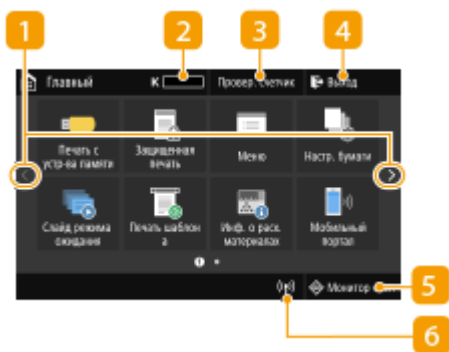 1
2
3
4
Главный
K
Провер. счетчик
Выход
Печать с
устр-ва памяти
Защищенная
печать
Меню
Настр. бумаги
Слайд режима
ожидания
Печать шаблон
а
Инф. о расх.
материалах
Мобильный
портал
Монитор
5
6